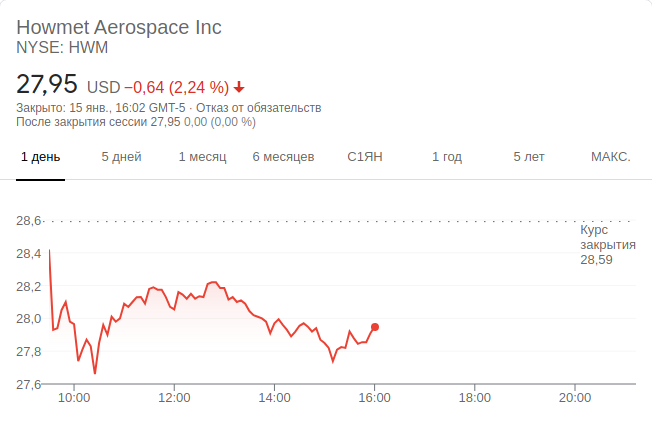 Howmet Aerospace Inc
NYSE: HWM
27,95 USD −0,64 (2,24 %)
Закрыто: 15 янв., 16:02 GMT-5 · Отказ от обязательств
После закрытия сессии 27,95 0,00 (0,00 %)
1 день 5 дней 1 месяц 6 месяцев С1ЯН 1 год 5 лет МАКС.
28,6
Курс
закрытия
28,59
28,4
28,2
28,0
27,8
27,6
10:00 12:00 14:00 16:00 18:00 20:00